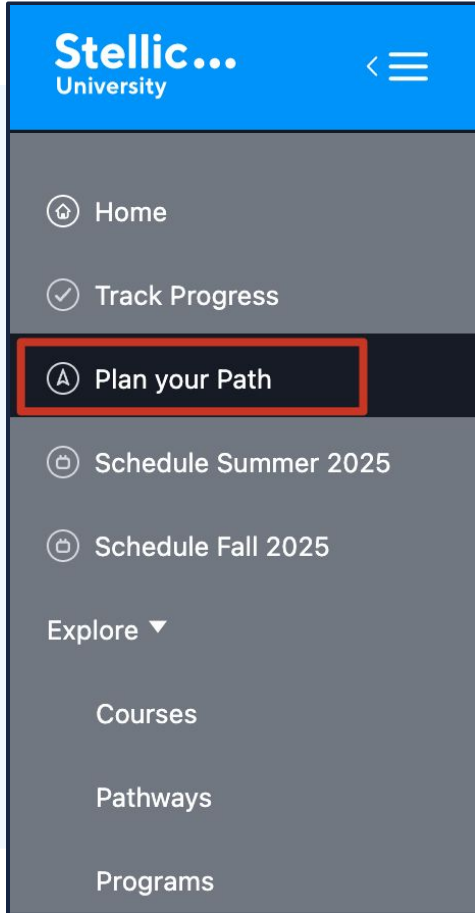 Stellic...
University
Home
Track Progress
Plan your Path
Schedule Summer 2025
Schedule Fall 2025
Explore
Courses
Pathways
Programs